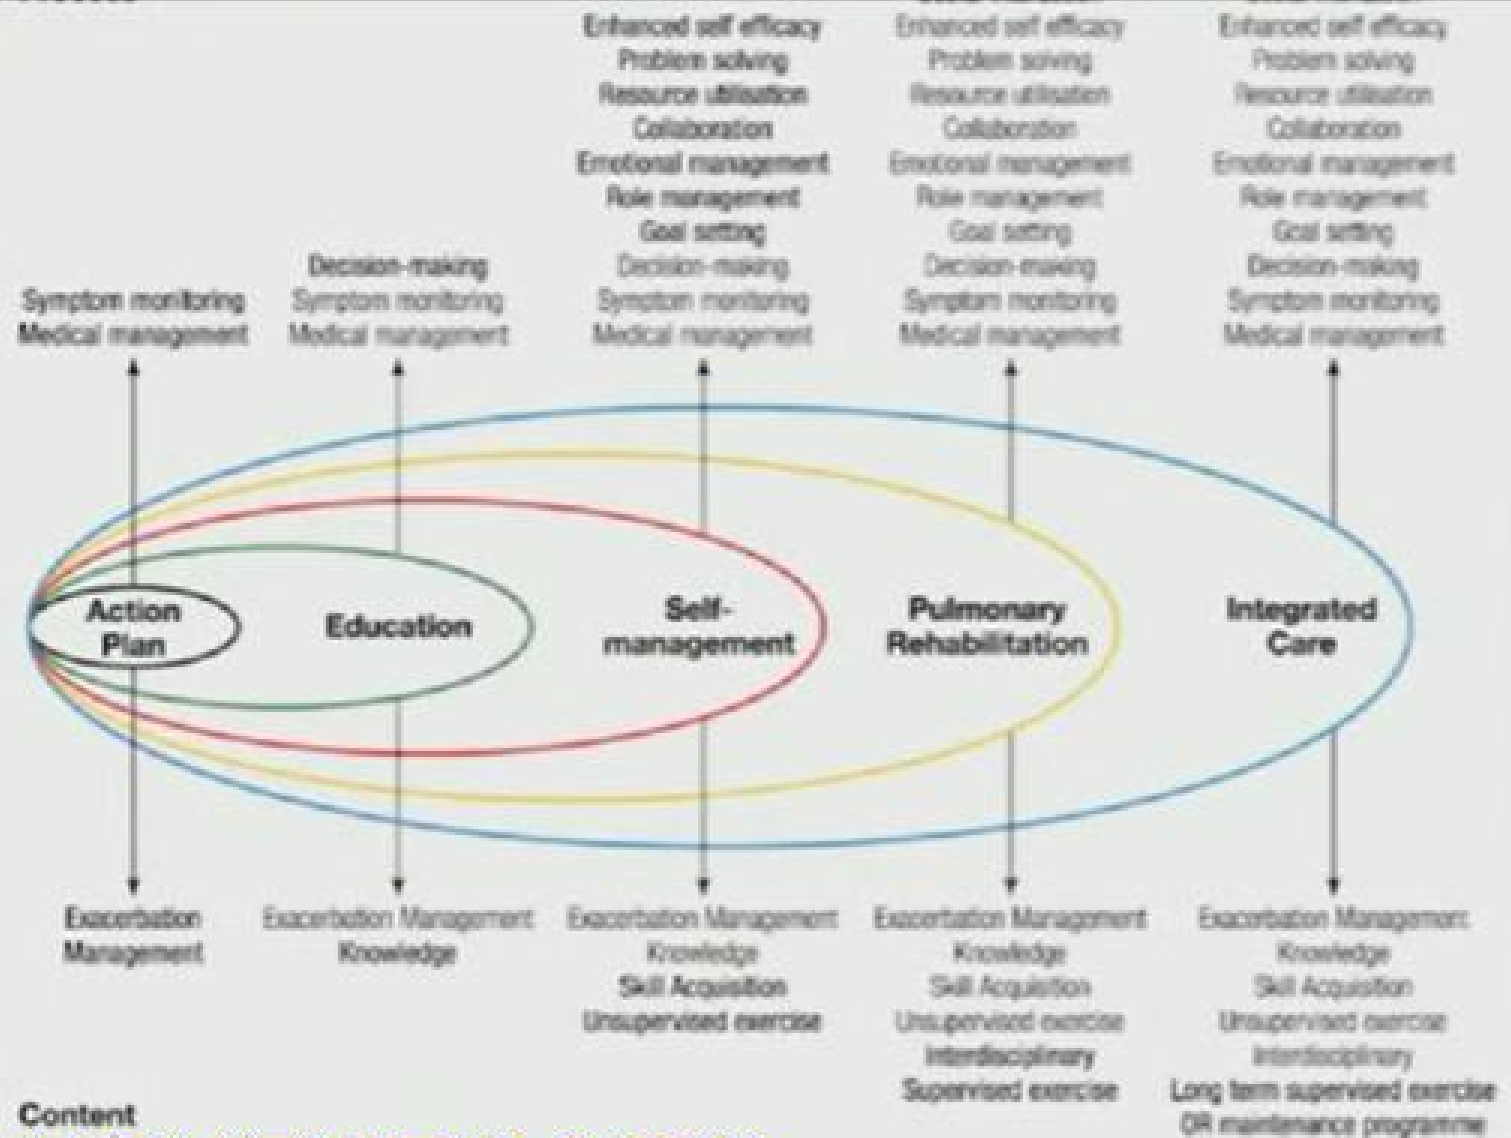 Enhanced self efficacy
Problem solving
Resource utilisation
Collaboration
Emotional management
Role management
Goal setting
Decision-making
Symptom monitoring
Medical management
Enhanced self efficacy
Problem solving
Resource utilisation
Collaboration
Emotional management
Role management
Goal setting
Decision-making
Symptom monitoring
Medical management
Enhanced self efficacy
Problem solving
Resource utilisation
Collaboration
Emotional management
Role management
Goal setting
Decision-making
Symptom monitoring
Medical management
Decision-making
Symptom monitoring
Medical management
Symptom monitoring
Medical management
Action
Plan
Education
Self-
management
Pulmonary
Rehabilitation
Integrated
Care
Exacerbation
Management
Exacerbation Management
Knowledge
Exacerbation Management
Knowledge
Skill Acquisition
Unsupervised exercise
Exacerbation Management
Knowledge
Skill Acquisition
Unsupervised exercise
Interdisciplinary
Supervised exercise
Exacerbation Management
Knowledge
Skill Acquisition
Unsupervised exercise
Interdisciplinary
Long term supervised exercise
OR maintenance programme
Content